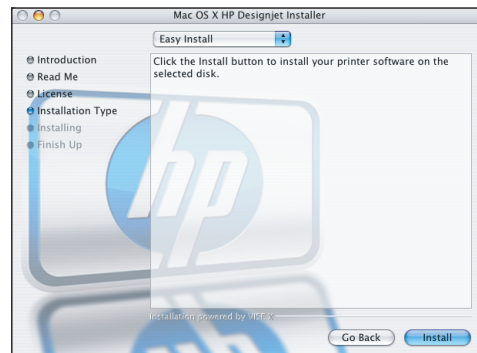 Mac OS X HP Designjet Installer
Easy Install
Introduction
Read Me
License
Installation Type
Installing
Finish Up
Click the Install button to install your printer software on the
selected disk.
hp
Installation powered by VISE X
Go Back
Install